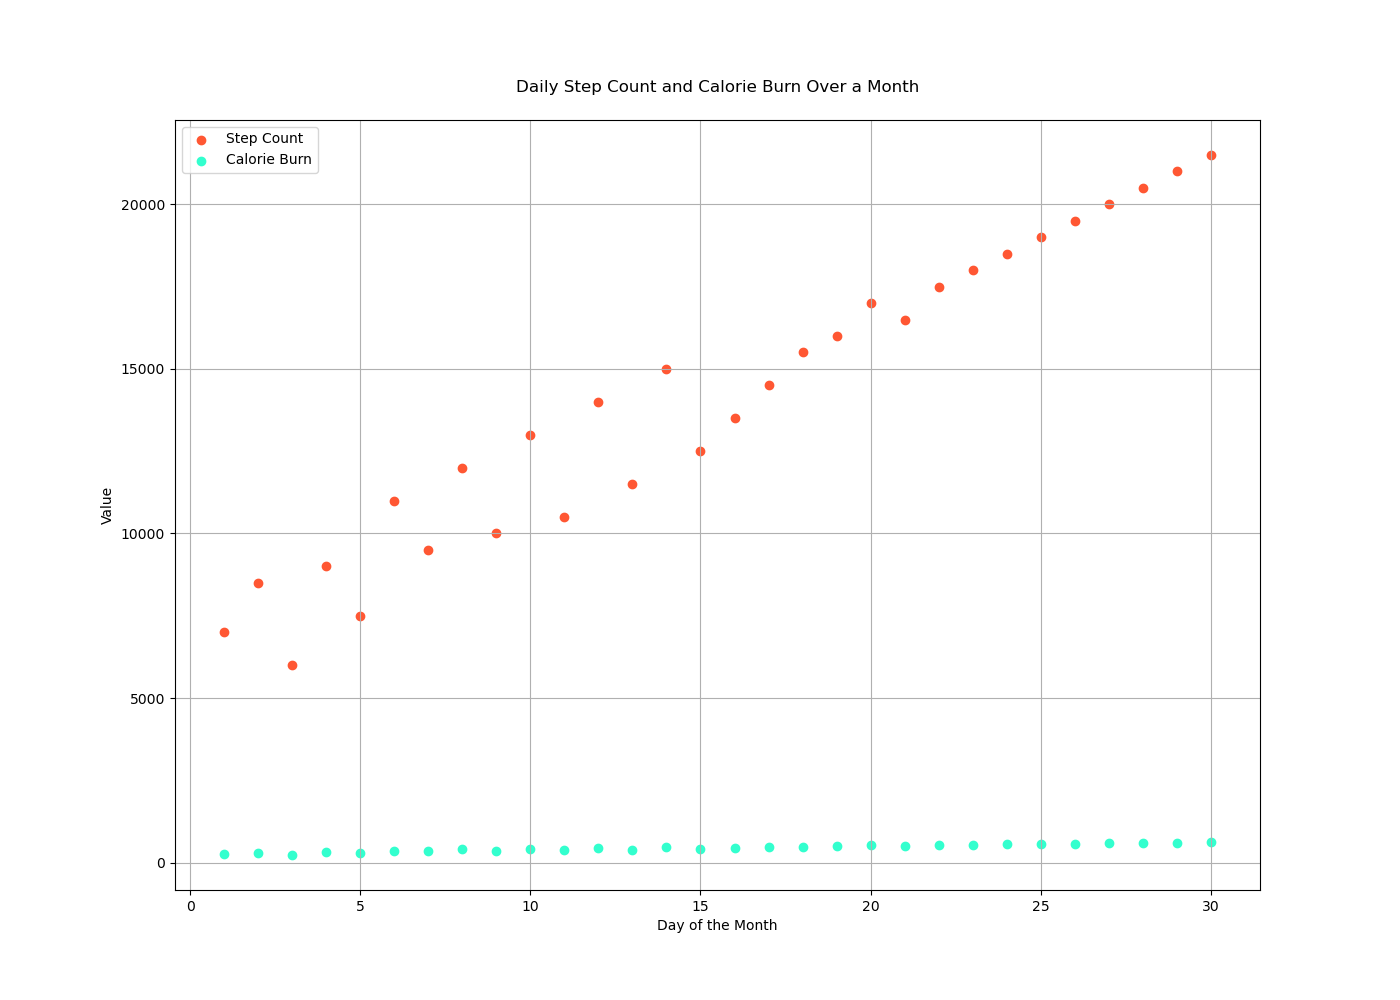 Daily Step Count and Calorie Burn Over a Month
Step Count
Calorie Burn
20000
15000
10000
5000
0
Value
0 5 10 15 20 25 30
Day of the Month